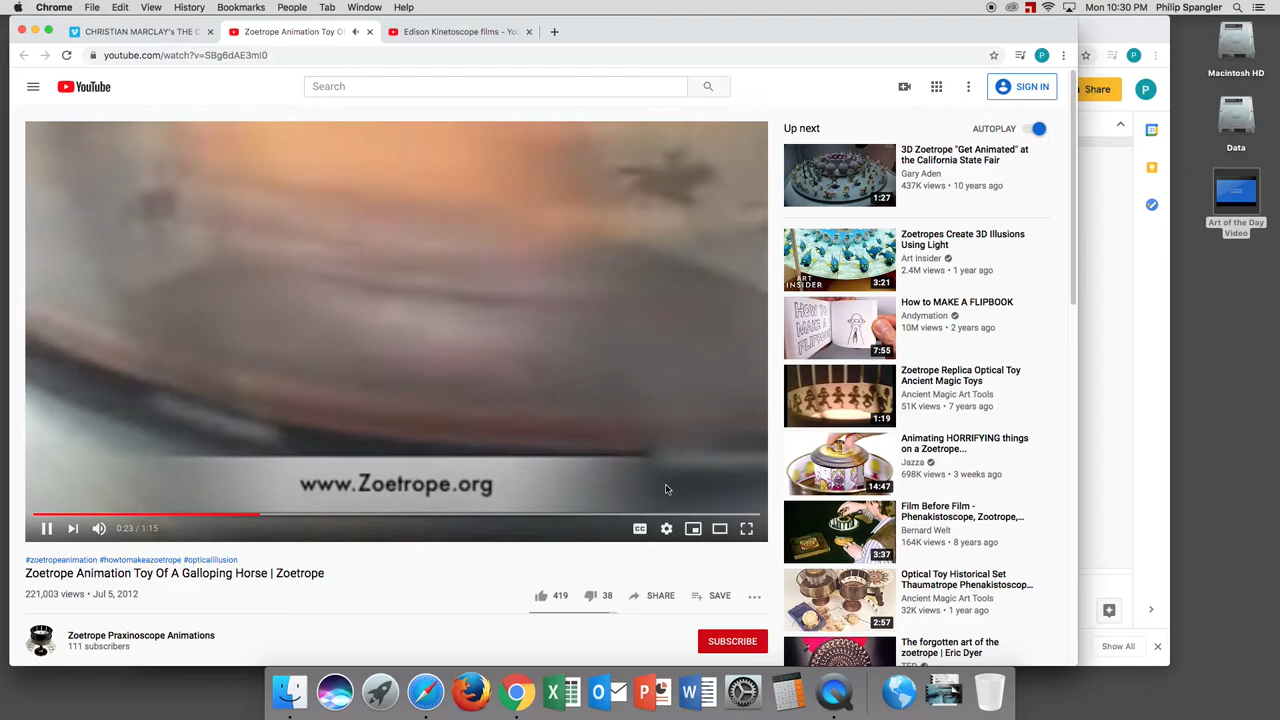 Chrome File Edit View History Bookmarks People Tab Window Help Mon 10:30 PM Philip Spangler
CHRISTIAN MARCLAY's THE C
Zoetrope Animation Toy Of
Edison Kinetoscope films - Yo
youtube.com/watch?v=SBg6dAE3mI0
P
P
YouTube
Search
SIGN IN
Share
P
Macintosh HD
Data
Art of the Day
Video
Up next
AUTOPLAY
3D Zoetrope "Get Animated" at
the California State Fair
Gary Aden
437K views • 10 years ago
1:27
Zoetropes Create 3D Illusions
Using Light
Art Insider
2.4M views • 1 year ago
ART
INSIDER
3:21
How to MAKE A FLIPBOOK
Andymation
10M views • 2 years ago
HOW TO
MAKE A
FLIPBOOK
7:55
Zoetrope Replica Optical Toy
Ancient Magic Toys
Ancient Magic Art Tools
51K views • 7 years ago
1:19
Animating HORRIFYING things
on a Zoetrope...
Jazza
698K views • 3 weeks ago
14:47
Film Before Film -
Phenakistoscope, Zootrope,...
Bernard Welt
164K views • 8 years ago
3:37
Optical Toy Historical Set
Thaumatrope Phenakistoscop...
Ancient Magic Art Tools
32K views • 1 year ago
2:57
The forgotten art of the
zoetrope | Eric Dyer
www.Zoetrope.org
0:23 / 1:15
CC
#zoetropeanimation #howtomakeazoetrope #opticalillusion
Zoetrope Animation Toy Of A Galloping Horse | Zoetrope
221,003 views • Jul 5, 2012
419 38 SHARE SAVE
Zoetrope Praxinoscope Animations
111 subscribers
SUBSCRIBE
Show All